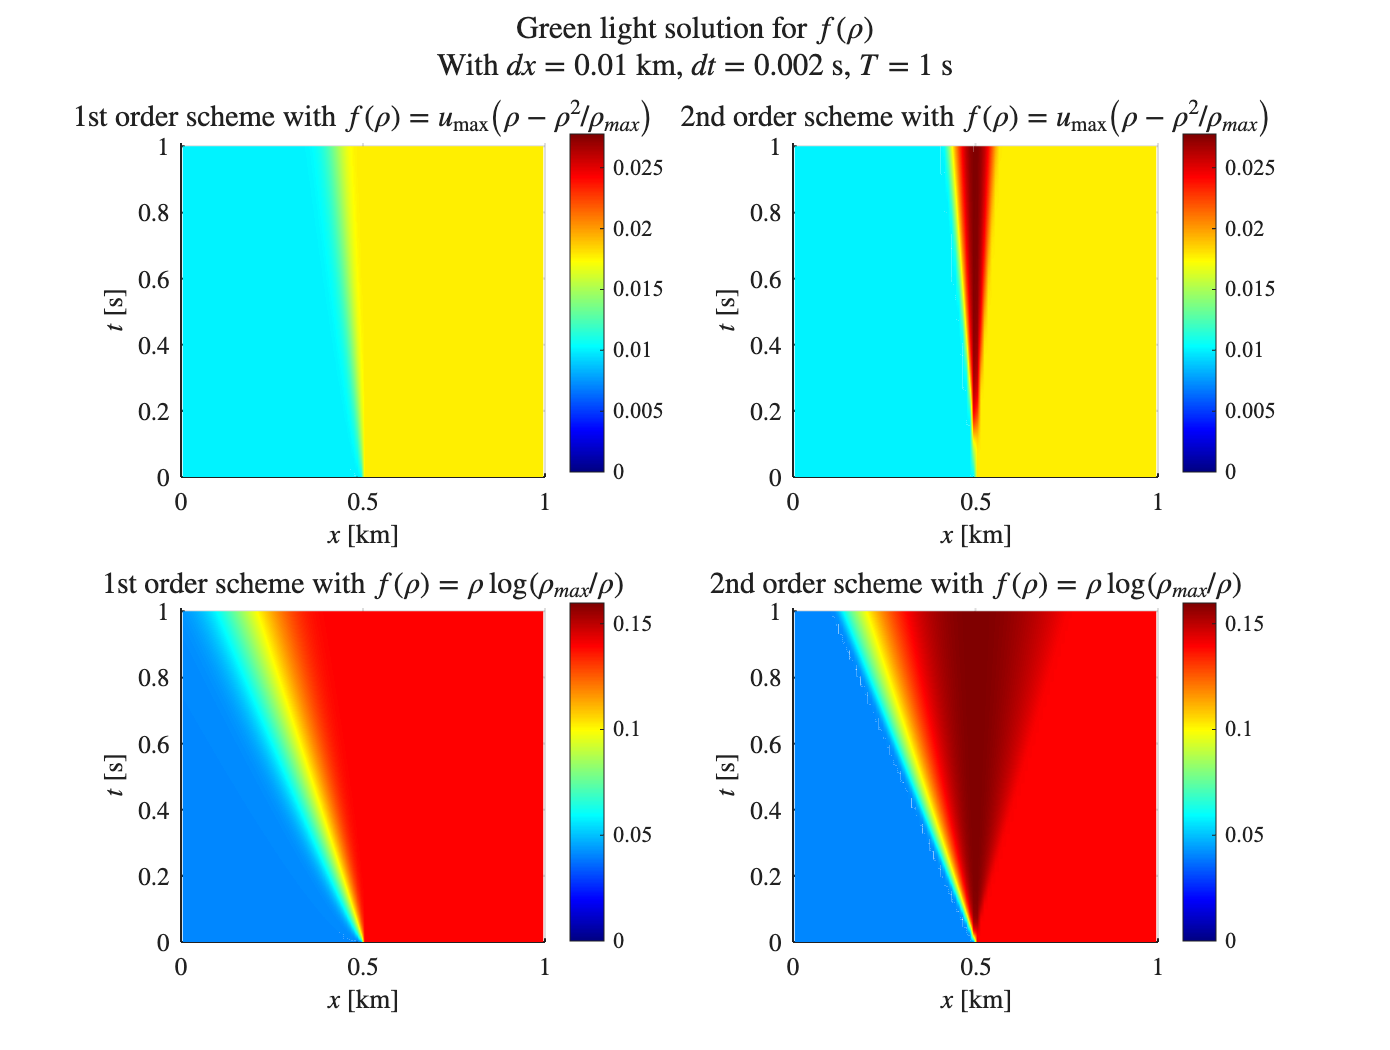 Green light solution for f(ρ)
With dx = 0.01 km, dt = 0.002 s, T = 1 s
1st order scheme with f(ρ) = u_max(ρ − ρ²/ρ_max)
1
0.8
0.6
0.4
0.2
0
t [s]
0 0.5 1
x [km]
0.025
0.02
0.015
0.01
0.005
0
2nd order scheme with f(ρ) = u_max(ρ − ρ²/ρ_max)
1
0.8
0.6
0.4
0.2
0
t [s]
0 0.5 1
x [km]
0.025
0.02
0.015
0.01
0.005
0
1st order scheme with f(ρ) = ρ log(ρ_max/ρ)
1
0.8
0.6
0.4
0.2
0
t [s]
0 0.5 1
x [km]
0.15
0.1
0.05
0
2nd order scheme with f(ρ) = ρ log(ρ_max/ρ)
1
0.8
0.6
0.4
0.2
0
t [s]
0 0.5 1
x [km]
0.15
0.1
0.05
0